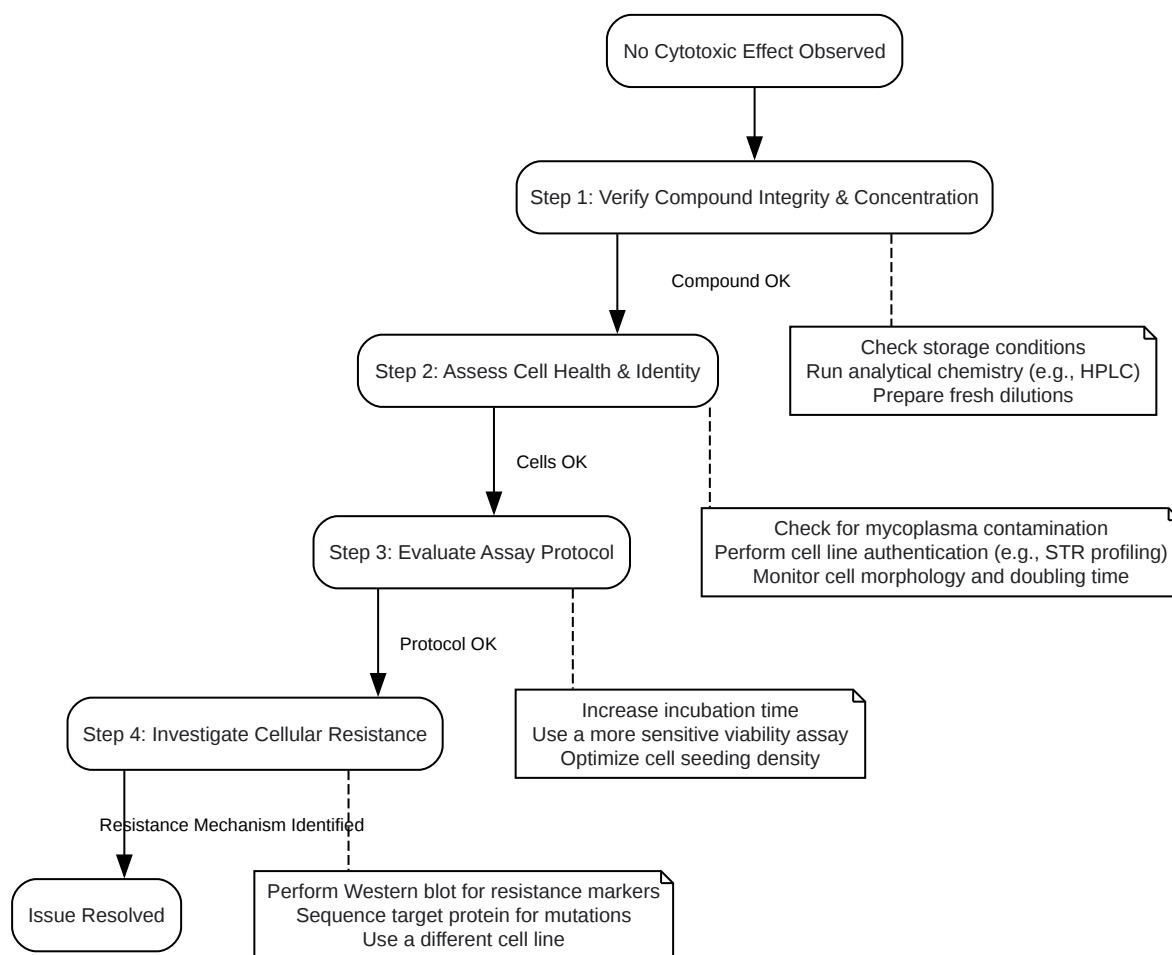 No Cytotoxic Effect Observed
Step 1: Verify Compound Integrity & Concentration
Compound OK
Check storage conditions
Run analytical chemistry (e.g., HPLC)
Prepare fresh dilutions
Step 2: Assess Cell Health & Identity
Cells OK
Check for mycoplasma contamination
Perform cell line authentication (e.g., STR profiling)
Monitor cell morphology and doubling time
Step 3: Evaluate Assay Protocol
Protocol OK
Increase incubation time
Use a more sensitive viability assay
Optimize cell seeding density
Step 4: Investigate Cellular Resistance
Resistance Mechanism Identified
Perform Western blot for resistance markers
Sequence target protein for mutations
Use a different cell line
Issue Resolved